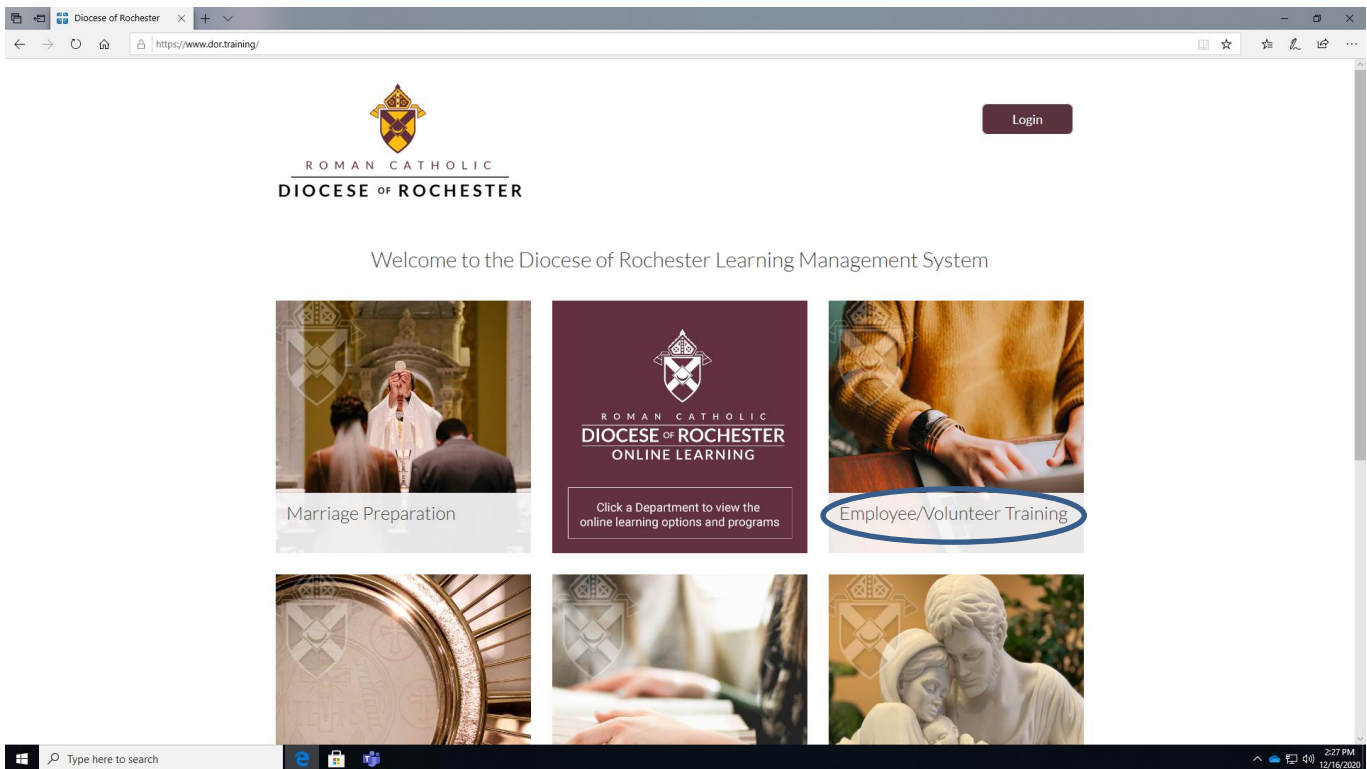 Diocese of Rochester
https://www.dor.training/
ROMAN CATHOLIC
DIOCESE OF ROCHESTER
Login
Welcome to the Diocese of Rochester Learning Management System
Marriage Preparation
ROMAN CATHOLIC
DIOCESE OF ROCHESTER
ONLINE LEARNING
Click a Department to view the
online learning options and programs
Employee/Volunteer Training
Type here to search
2:27 PM
12/16/2020